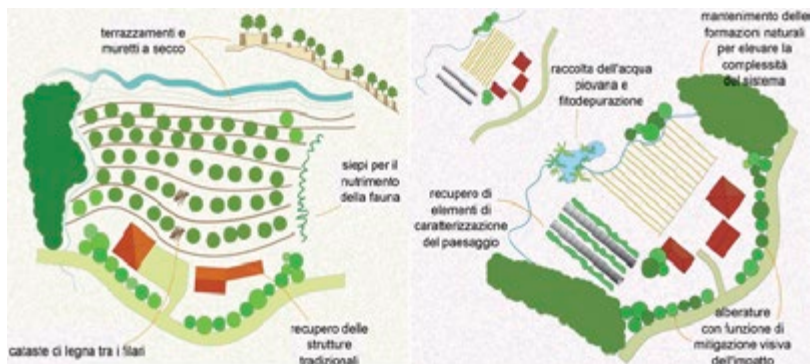 terrazzamenti e
muretti a secco
siepi per il
nutrimento
della fauna
cataste di legna tra i filari
recupero delle
strutture
tradizionali
raccolta dell'acqua
piovana e
fitodepurazione
mantenimento delle
formazioni naturali
per elevare la
complessità
del sistema
recupero di
elementi di
caratterizzazione
del paesaggio
alberature
con funzione di
mitigazione visiva
dell'impatto